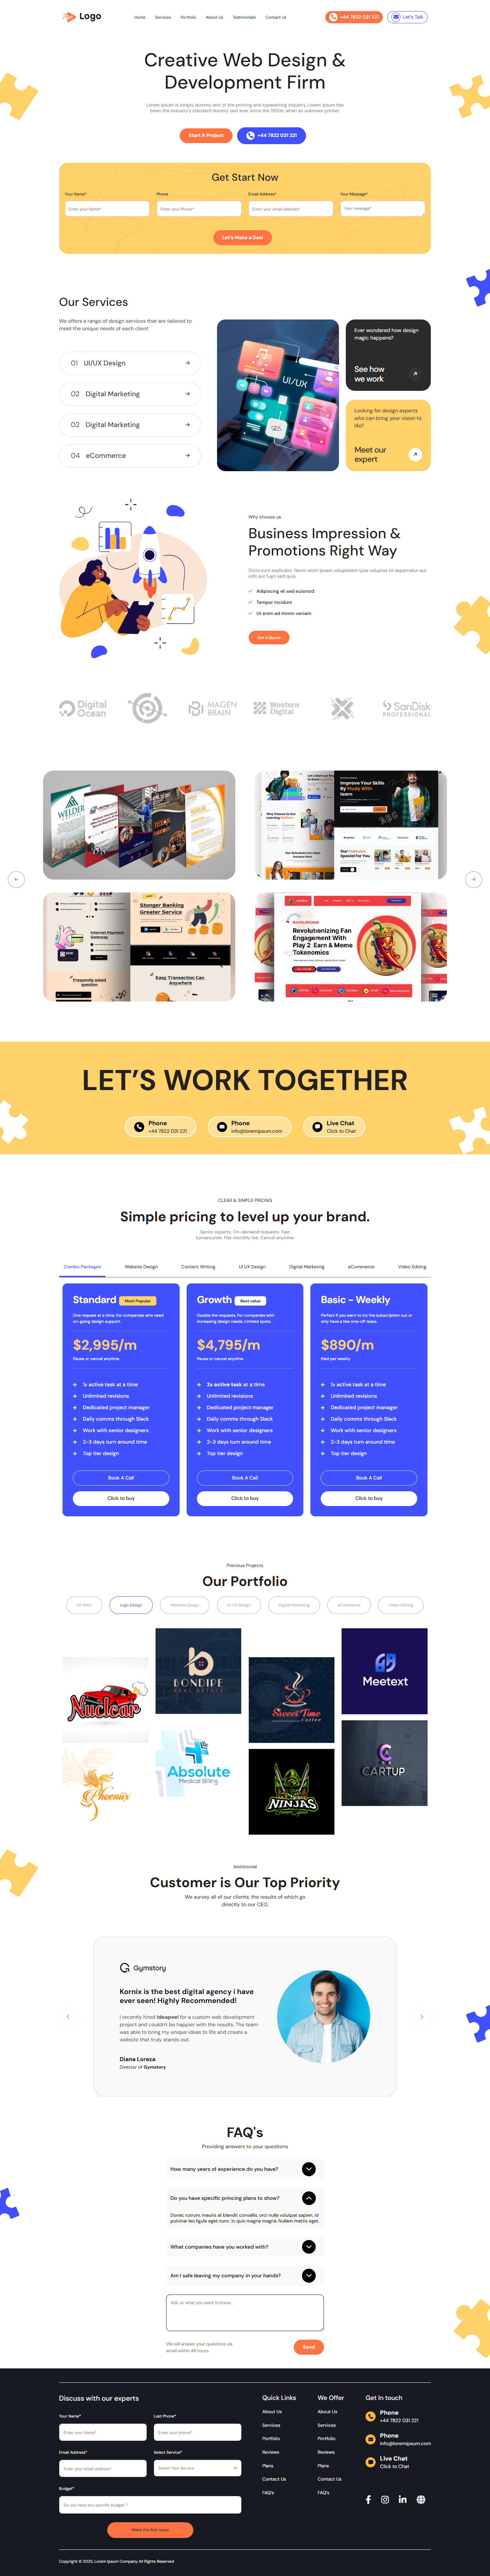 Logo
Home Services Portfolio About Us Testimonials Contact Us
+44 7822 031 221
Let's Talk
Creative Web Design &
Development Firm
Lorem Ipsum is simply dummy text of the printing and typesetting industry. Lorem Ipsum has
been the industry's standard dummy text ever since the 1500s, when an unknown printer.
Start A Project
+44 7822 031 221
Get Start Now
Your Name* Phone Email Address* Your Message*
Enter your Name* Enter your Phone* Enter your email address* Your message*
Let's Make a Deal
Our Services
We offers a range of design services that are tailored to
meet the unique needs of each client
01 UI/UX Design
02 Digital Marketing
02 Digital Marketing
04 eCommerce
UI/UX
Ever wondered how design
magic happens?
See how
we work
Looking for design experts
who can bring your vision to
life?
Meet our
expert
Why choose us
Business Impression &
Promotions Right Way
Dicta sum explicabo. Nemo enim ipsam voluptatem quia voluptas sit aspernatur aut
odit aut fugit sed quia.
Adipiscing eli sed euismod
Tempor incidunt
Ut enim ad minim veniam
Get a Quote
Digital
Ocean
MAGEN
BRAIN
Western
Digital
SanDisk
PROFESSIONAL
WELDER
Improve Your Skills
By Study With
learn
Our Features
Special For You
Stonger Banking
Greater Service
Internet Payment
Gateway
Frequently asked
question
Easy Transaction Can
Anywhere
Revolutionizing Fan
Engagement With
Play 2 Earn & Meme
Tokenomics
LET'S WORK TOGETHER
Phone
+44 7822 031 221
Phone
info@loremipsum.com
Live Chat
Click to Chat
CLEAR & SIMPLE PRICING
Simple pricing to level up your brand.
Senior experts. On-demand requests. Fast
turnarounds. Flat monthly fee. Cancel anytime.
Combo Packages Website Design Content Writing UI UX Design Digital Marketing eCommerce Video Editing
Standard Most Popular
One request at a time. For companies who need
on-going design support.
$2,995/m
Pause or cancel anytime
1x active task at a time
Unlimited revisions
Dedicated project manager
Daily comms through Slack
Work with senior designers
2-3 days turn around time
Top tier design
Book A Call
Click to buy
Growth Best value
Double the requests. For companies with
increasing design needs. Limited spots.
$4,795/m
Pause or cancel anytime
2x active task at a time
Unlimited revisions
Dedicated project manager
Daily comms through Slack
Work with senior designers
2-3 days turn around time
Top tier design
Book A Call
Click to buy
Basic - Weekly
Perfect if you want to try the subscription out or
only have a few one-off tasks.
$890/m
Paid per weekly
1x active task at a time
Unlimited revisions
Dedicated project manager
Daily comms through Slack
Work with senior designers
2-3 days turn around time
Top tier design
Book A Call
Click to buy
Previous Projects
Our Portfolio
All Work Logo Design Website Design UI UX Design Digital Marketing eCommerce Video Editing
Nuclear
BONDIPE
REAL ESTATE
Sweet Time
Coffee
Meetext
Phoenix
Absolute
Medical Billing
NINJAS
CARTUP
testimonial
Customer is Our Top Priority
We survey all of our clients, the results of which go
directly to our CEO.
Gymstory
Kornix is the best digital agency i have
ever seen! Highly Recommended!
I recently hired Ideapeel for a custom web development
project and couldn't be happier with the results. The team
was able to bring my unique ideas to life and create a
website that truly stands out.
Diana Loreza
Director of Gymstory
FAQ's
Providing answers to your questions
How many years of experience do you have?
Do you have specific princing plans to show?
Donec rutrum, mauris at blandit convallis, orci nulla volutpat sapien, id
pulvinar leo ligula eget nunc. In quis magna magna. Nullam mattis eget.
What companies have you worked with?
Am I safe leaving my company in your hands?
Ask us what you want to know...
We will answer your questions via
email within 48 hours.
Send
Discuss with our experts
Your Name* Last Phone*
Enter your Name* Enter your phone*
Email Address* Select Service*
Enter your email address* Select Your Service
Budget*
Do you have any specific budget ?
Make the first move
Quick Links
About Us
Services
Portfolio
Reviews
Plans
Contact Us
FAQ's
We Offer
About Us
Services
Portfolio
Reviews
Plans
Contact Us
FAQ's
Get In touch
Phone
+44 7822 031 221
Phone
info@loremipsum.com
Live Chat
Click to Chat
Copyright © 2025, Lorem Ipsum Company All Rights Reserved